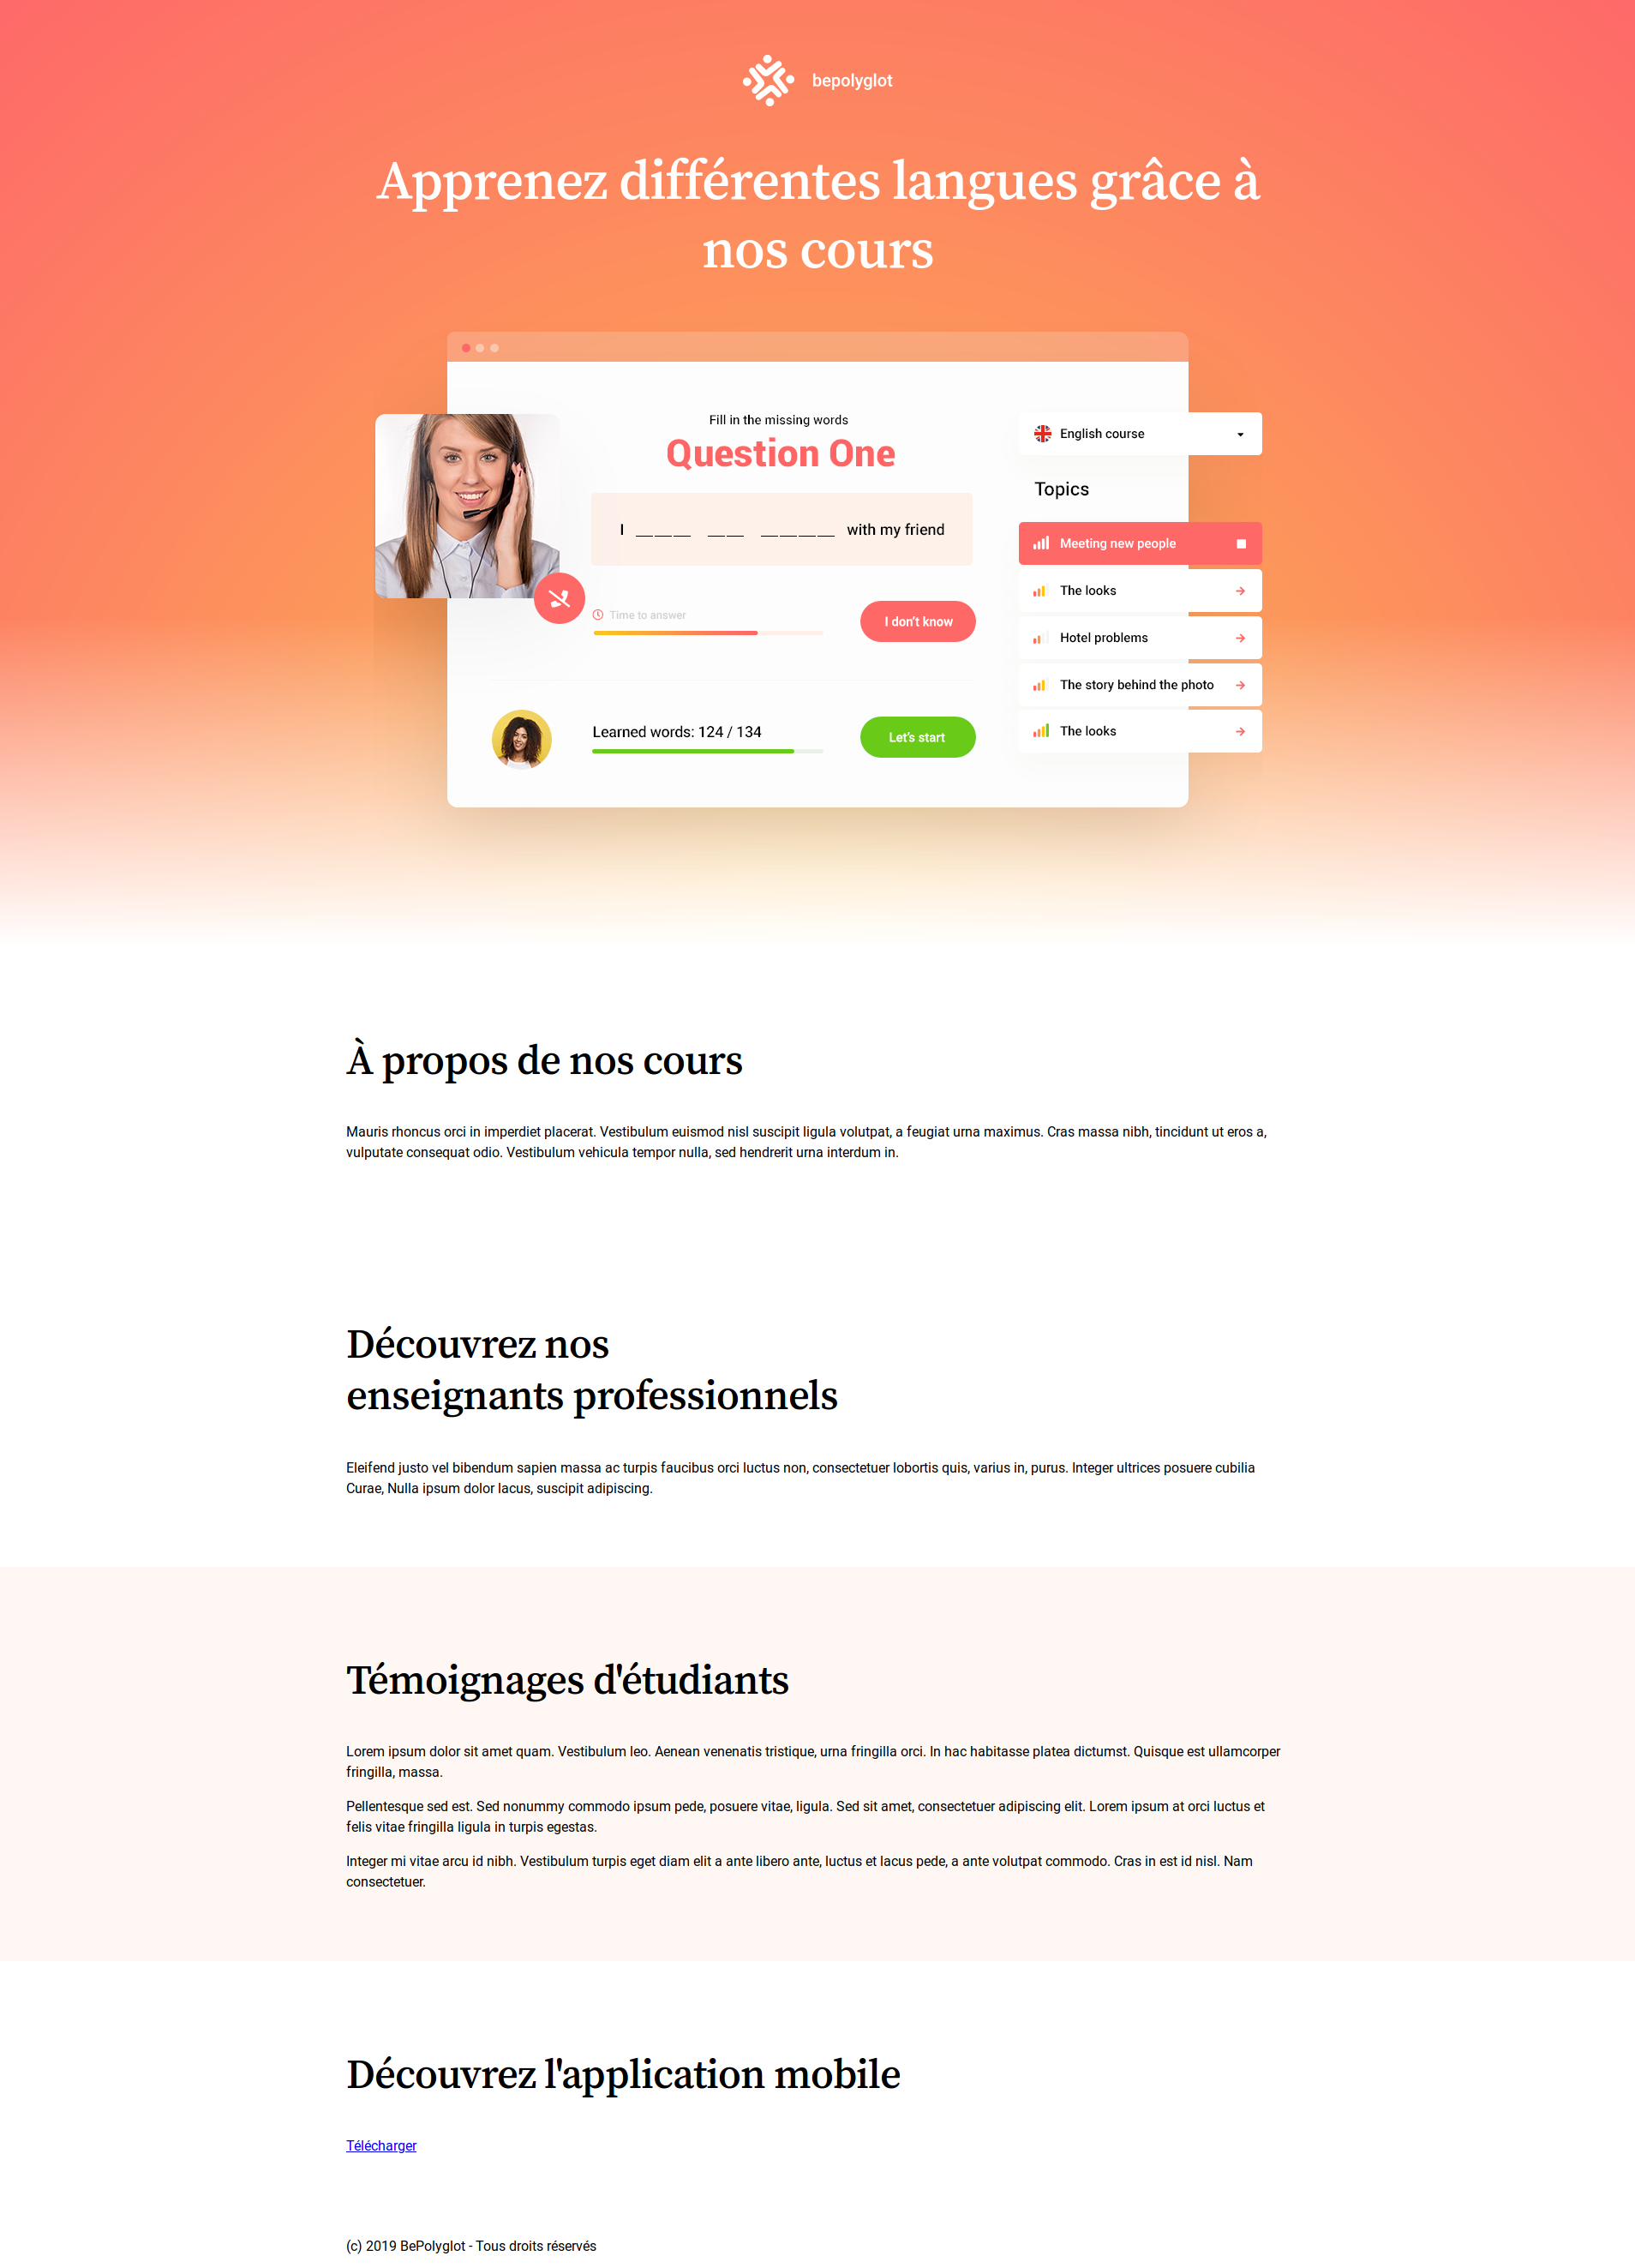 bepolyglot
Apprenez différentes langues grâce à
nos cours
Fill in the missing words
Question One
I ______ ____ ________ with my friend
Time to answer
I don't know
Learned words: 124 / 134
Let's start
English course
Topics
Meeting new people
The looks
Hotel problems
The story behind the photo
The looks
À propos de nos cours
Mauris rhoncus orci in imperdiet placerat. Vestibulum euismod nisl suscipit ligula volutpat, a feugiat urna maximus. Cras massa nibh, tincidunt ut eros a,
vulputate consequat odio. Vestibulum vehicula tempor nulla, sed hendrerit urna interdum in.
Découvrez nos
enseignants professionnels
Eleifend justo vel bibendum sapien massa ac turpis faucibus orci luctus non, consectetuer lobortis quis, varius in, purus. Integer ultrices posuere cubilia
Curae, Nulla ipsum dolor lacus, suscipit adipiscing.
Témoignages d'étudiants
Lorem ipsum dolor sit amet quam. Vestibulum leo. Aenean venenatis tristique, urna fringilla orci. In hac habitasse platea dictumst. Quisque est ullamcorper
fringilla, massa.
Pellentesque sed est. Sed nonummy commodo ipsum pede, posuere vitae, ligula. Sed sit amet, consectetuer adipiscing elit. Lorem ipsum at orci luctus et
felis vitae fringilla ligula in turpis egestas.
Integer mi vitae arcu id nibh. Vestibulum turpis eget diam elit a ante libero ante, luctus et lacus pede, a ante volutpat commodo. Cras in est id nisl. Nam
consectetuer.
Découvrez l'application mobile
Télécharger
(c) 2019 BePolyglot - Tous droits réservés